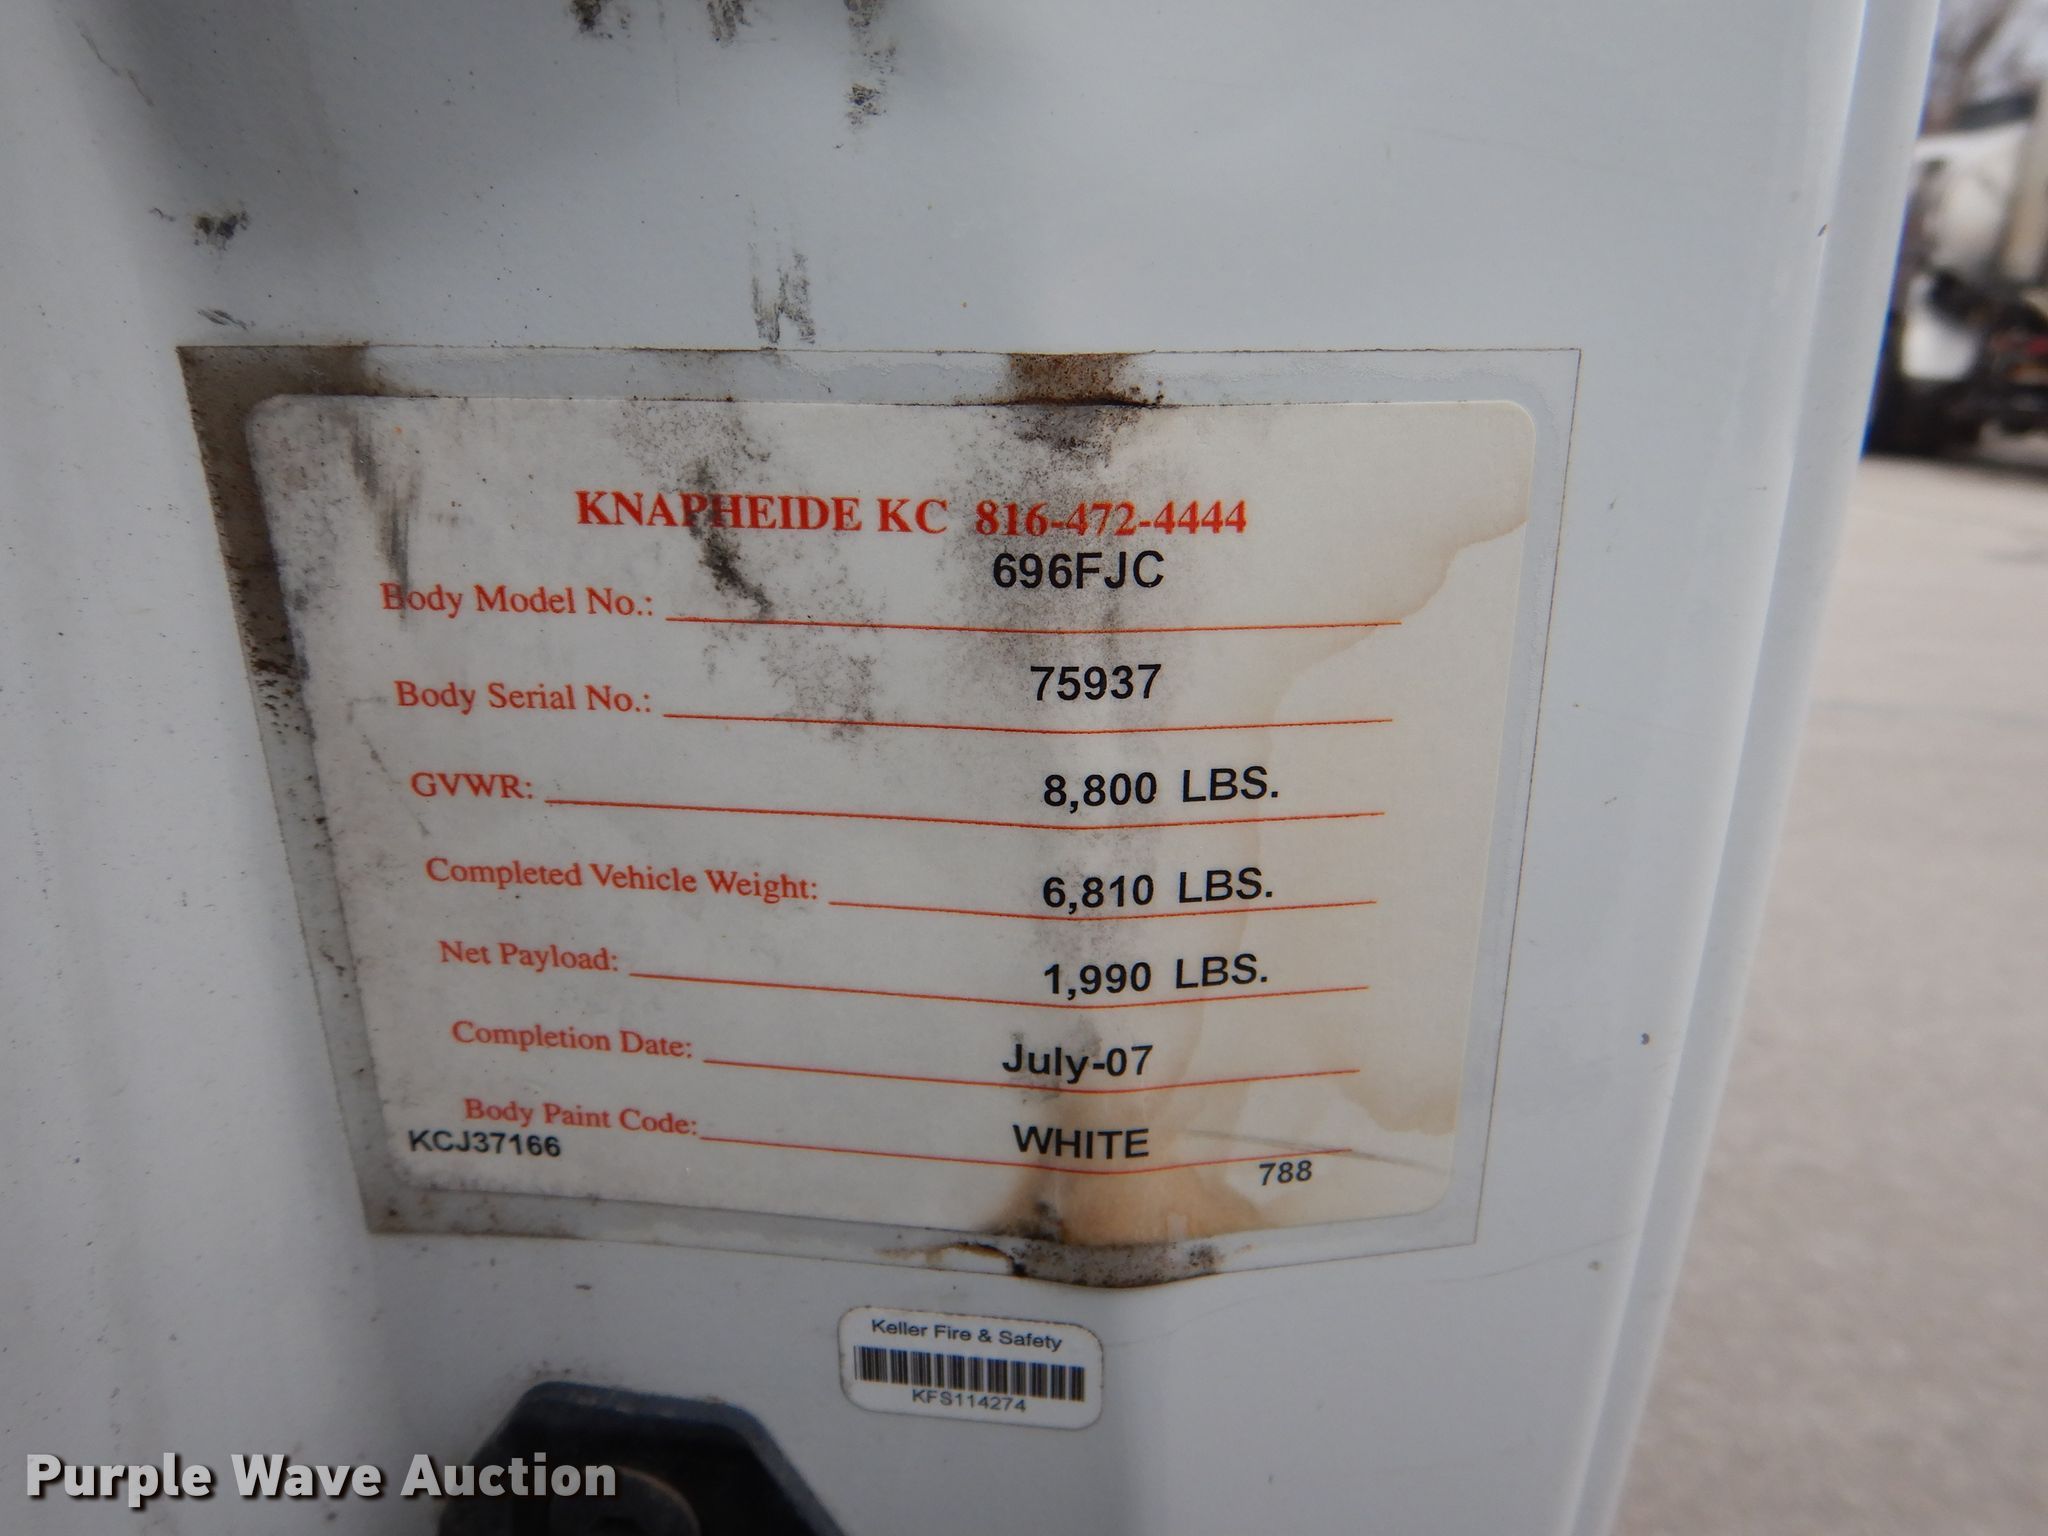 KNAPHEIDE KC 816-472-4444
Body Model No.: 696FJC
Body Serial No.: 75937
GVWR: 8,800 LBS.
Completed Vehicle Weight: 6,810 LBS.
Net Payload: 1,990 LBS.
Completion Date: July-07
Body Paint Code: WHITE
KCJ37166 788
Keller Fire & Safety
KFS114274
Purple Wave Auction